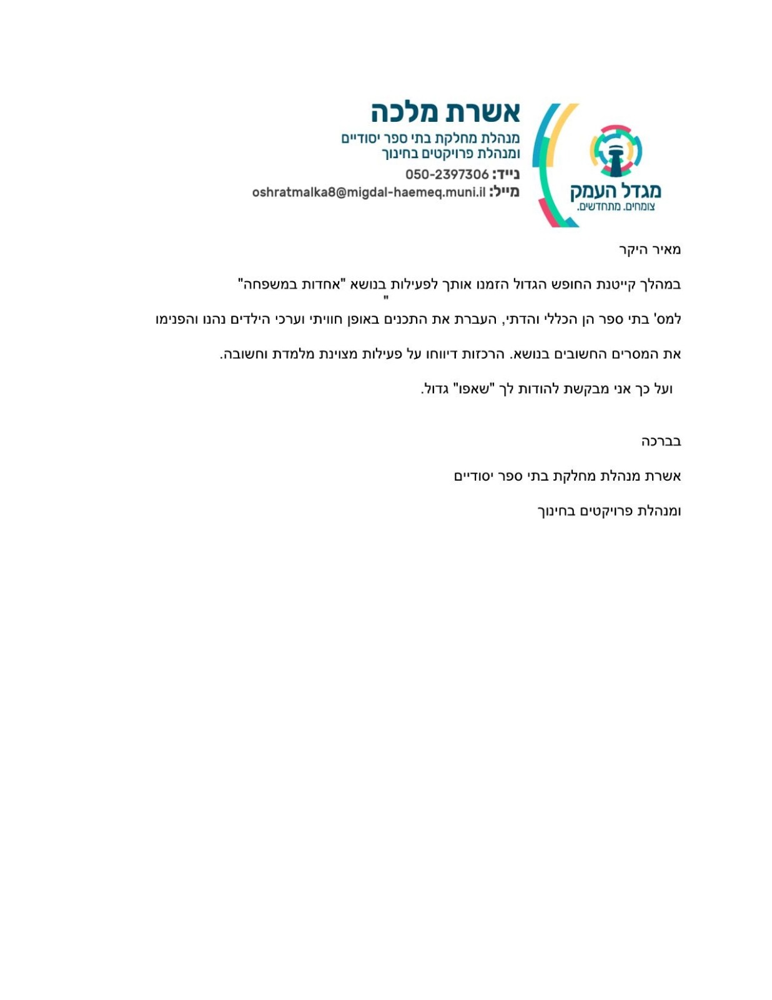 אשרת מלכה
מנהלת מחלקת בתי ספר יסודיים
ומנהלת פרויקטים בחינוך
נייד: 050-2397306
מייל: oshratmalka8@migdal-haemeq.muni.il
מגדל העמק
צומחים. מתחדשים.
מאיר היקר
במהלך קייטנת החופש הגדול הזמנו אותך לפעילות בנושא "אחדות במשפחה"
"
למס' בתי ספר הן הכללי והדתי, העברת את התכנים באופן חוויתי וערכי הילדים נהנו והפנימו
את המסרים החשובים בנושא. הרכזות דיווחו על פעילות מצוינת מלמדת וחשובה.
ועל כך אני מבקשת להודות לך "שאפו" גדול.
בברכה
אשרת מנהלת מחלקת בתי ספר יסודיים
ומנהלת פרויקטים בחינוך